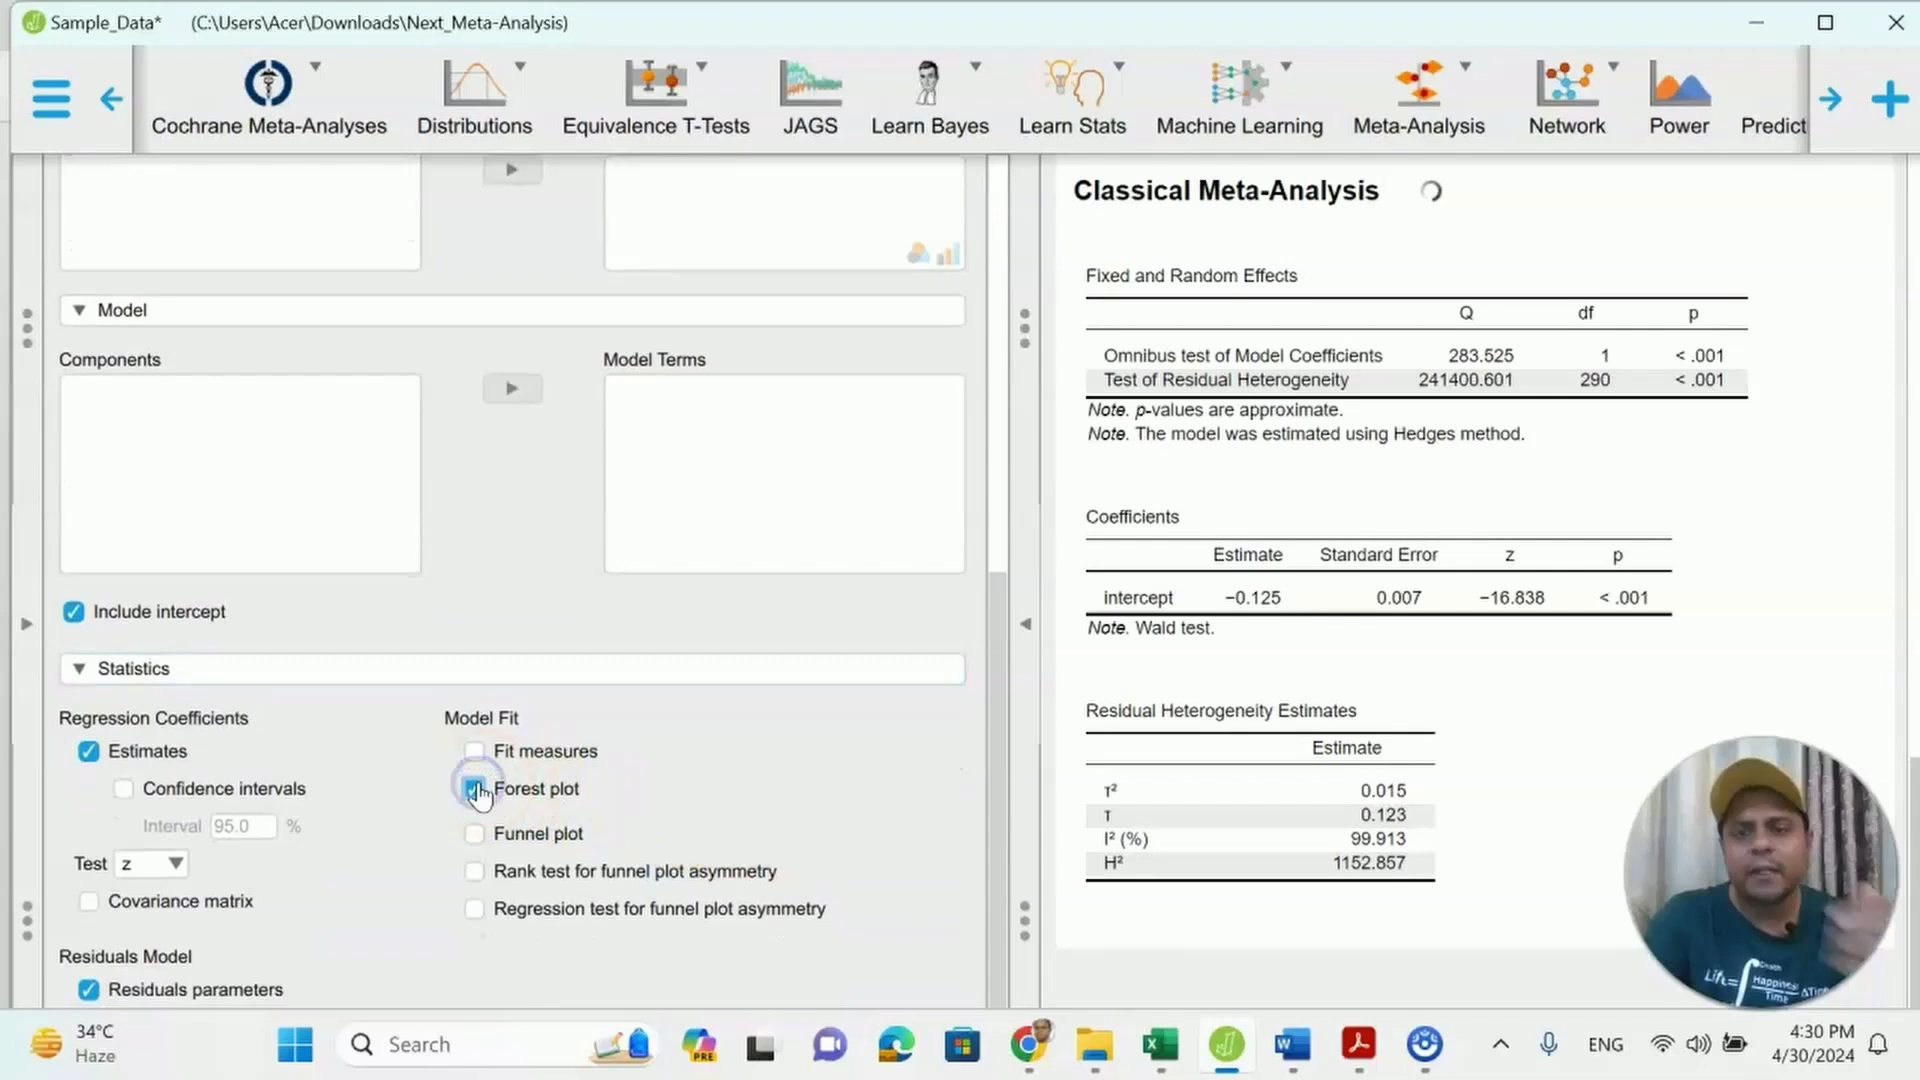 Sample_Data* (C:\Users\Acer\Downloads\Next_Meta-Analysis)
Cochrane Meta-Analyses Distributions Equivalence T-Tests JAGS Learn Bayes Learn Stats Machine Learning Meta-Analysis Network Power Predict
Model
Components Model Terms
Include intercept
Statistics
Regression Coefficients Model Fit
Estimates Fit measures
Confidence intervals Forest plot
Interval 95.0 %
Funnel plot
Test z Rank test for funnel plot asymmetry
Covariance matrix Regression test for funnel plot asymmetry
Residuals Model
Residuals parameters
Classical Meta-Analysis
Fixed and Random Effects
Q df p
Omnibus test of Model Coefficients 283.525 1 < .001
Test of Residual Heterogeneity 241400.601 290 < .001
Note. p-values are approximate.
Note. The model was estimated using Hedges method.
Coefficients
Estimate Standard Error z p
intercept −0.125 0.007 −16.838 < .001
Note. Wald test.
Residual Heterogeneity Estimates
Estimate
τ² 0.015
τ 0.123
I² (%) 99.913
H² 1152.857
Life= Death Happiness ΔTime
Time
34°C
Haze
Search
PRE
ENG
4:30 PM
4/30/2024